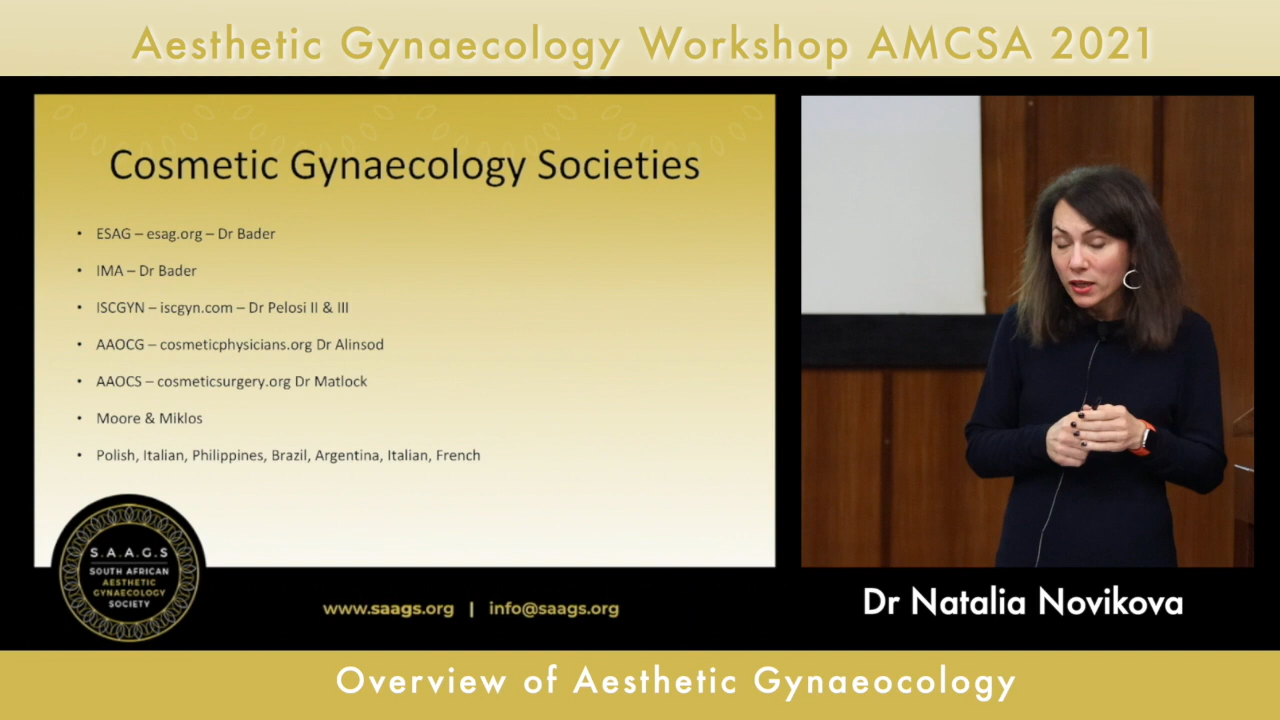 Aesthetic Gynaecology Workshop AMCSA 2021
Cosmetic Gynaecology Societies
• ESAG – esag.org – Dr Bader
• IMA – Dr Bader
• ISCGYN – iscgyn.com – Dr Pelosi II & III
• AAOCG – cosmeticphysicians.org Dr Alinsod
• AAOCS – cosmeticsurgery.org Dr Matlock
• Moore & Miklos
• Polish, Italian, Philippines, Brazil, Argentina, Italian, French
S.A.A.G.S
SOUTH AFRICAN
AESTHETIC
GYNAECOLOGY
SOCIETY
www.saags.org | info@saags.org
Dr Natalia Novikova
Overview of Aesthetic Gynaeocology